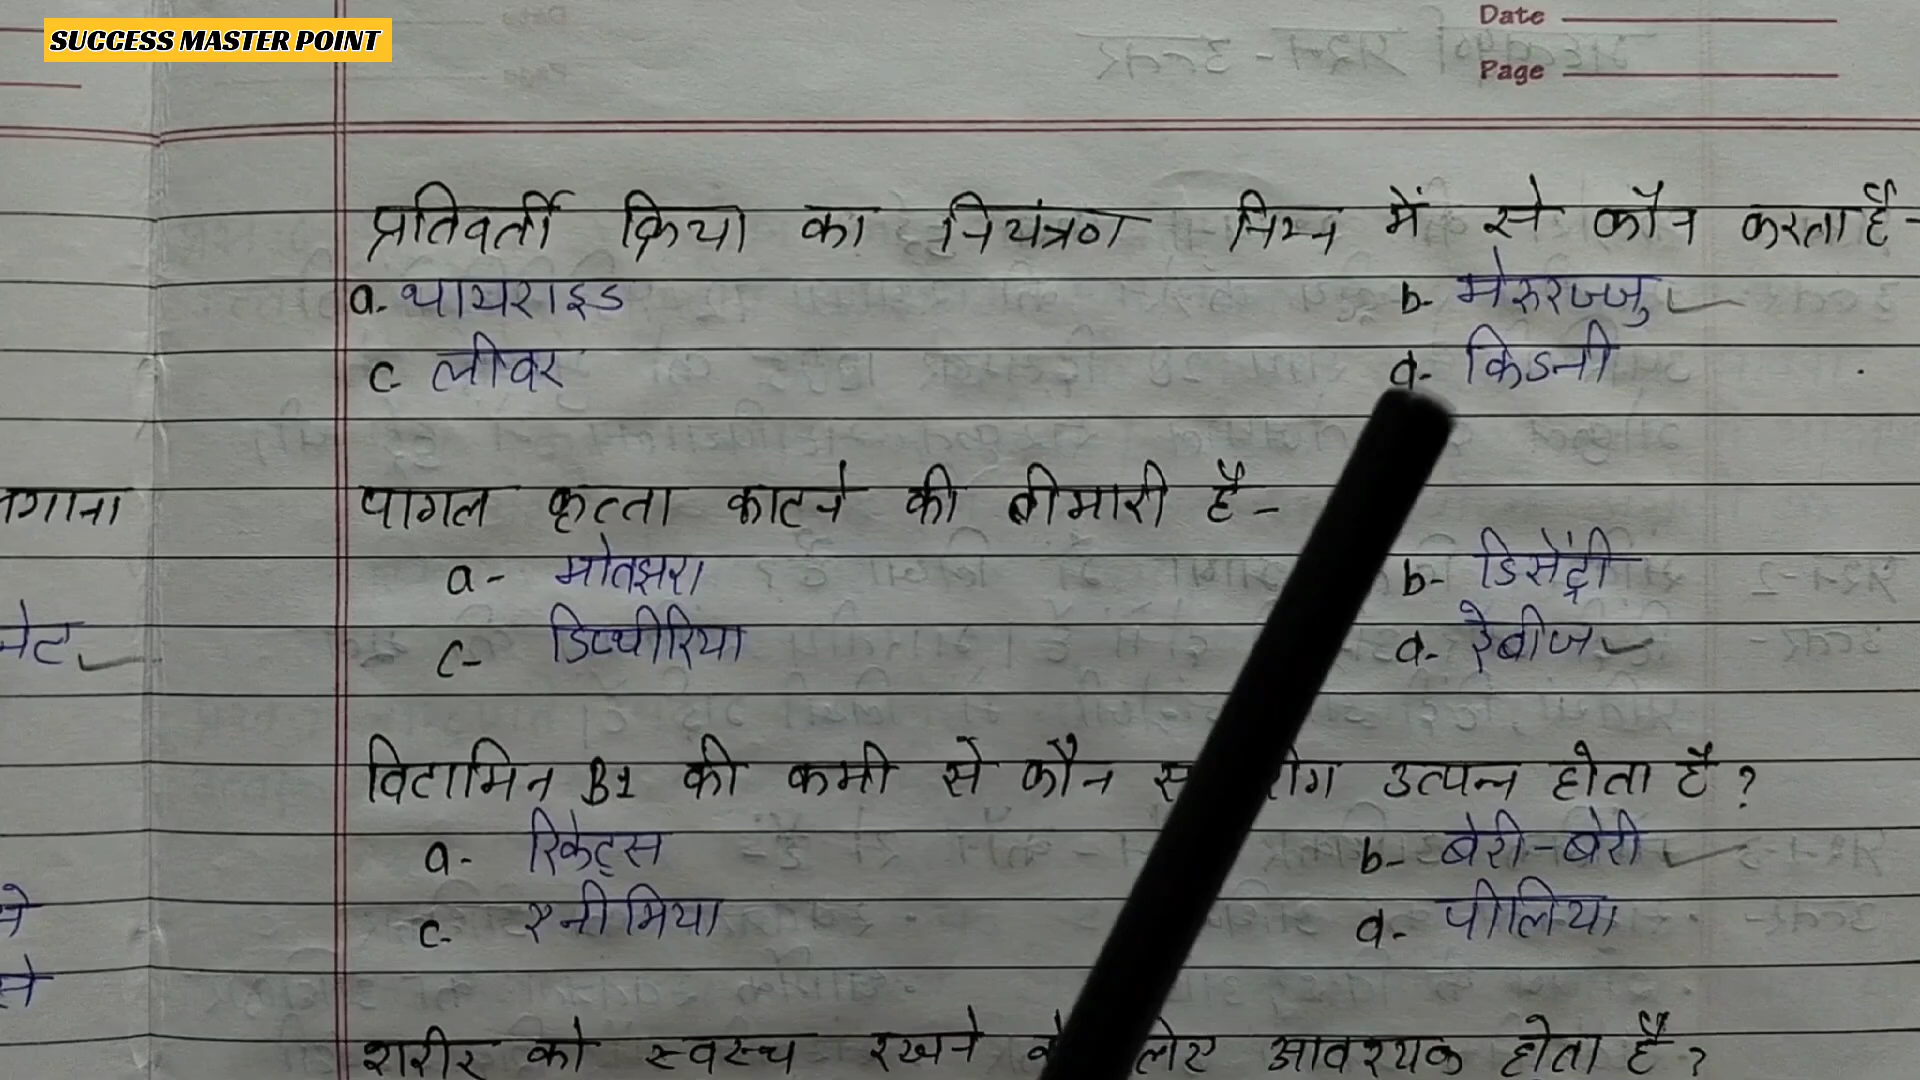 SUCCESS MASTER POINT
Date
Page
प्रतिवर्ती क्रिया का नियंत्रण निम्न में से कौन करता है-
a- थायराइड b- मेरुरज्जु
c- लीवर d- किडनी
पागल कुत्ता काटने की बीमारी है-
a- मोतझरा b- डिसेंट्री
c- डिप्थीरिया d- रेबीज
विटामिन B1 की कमी से कौन रोग उत्पन्न होता है?
a- रिकेट्स b- बेरी-बेरी
c- एनीमिया d- पीलिया
शरीर को स्वस्थ रखने के लिए आवश्यक होता है?